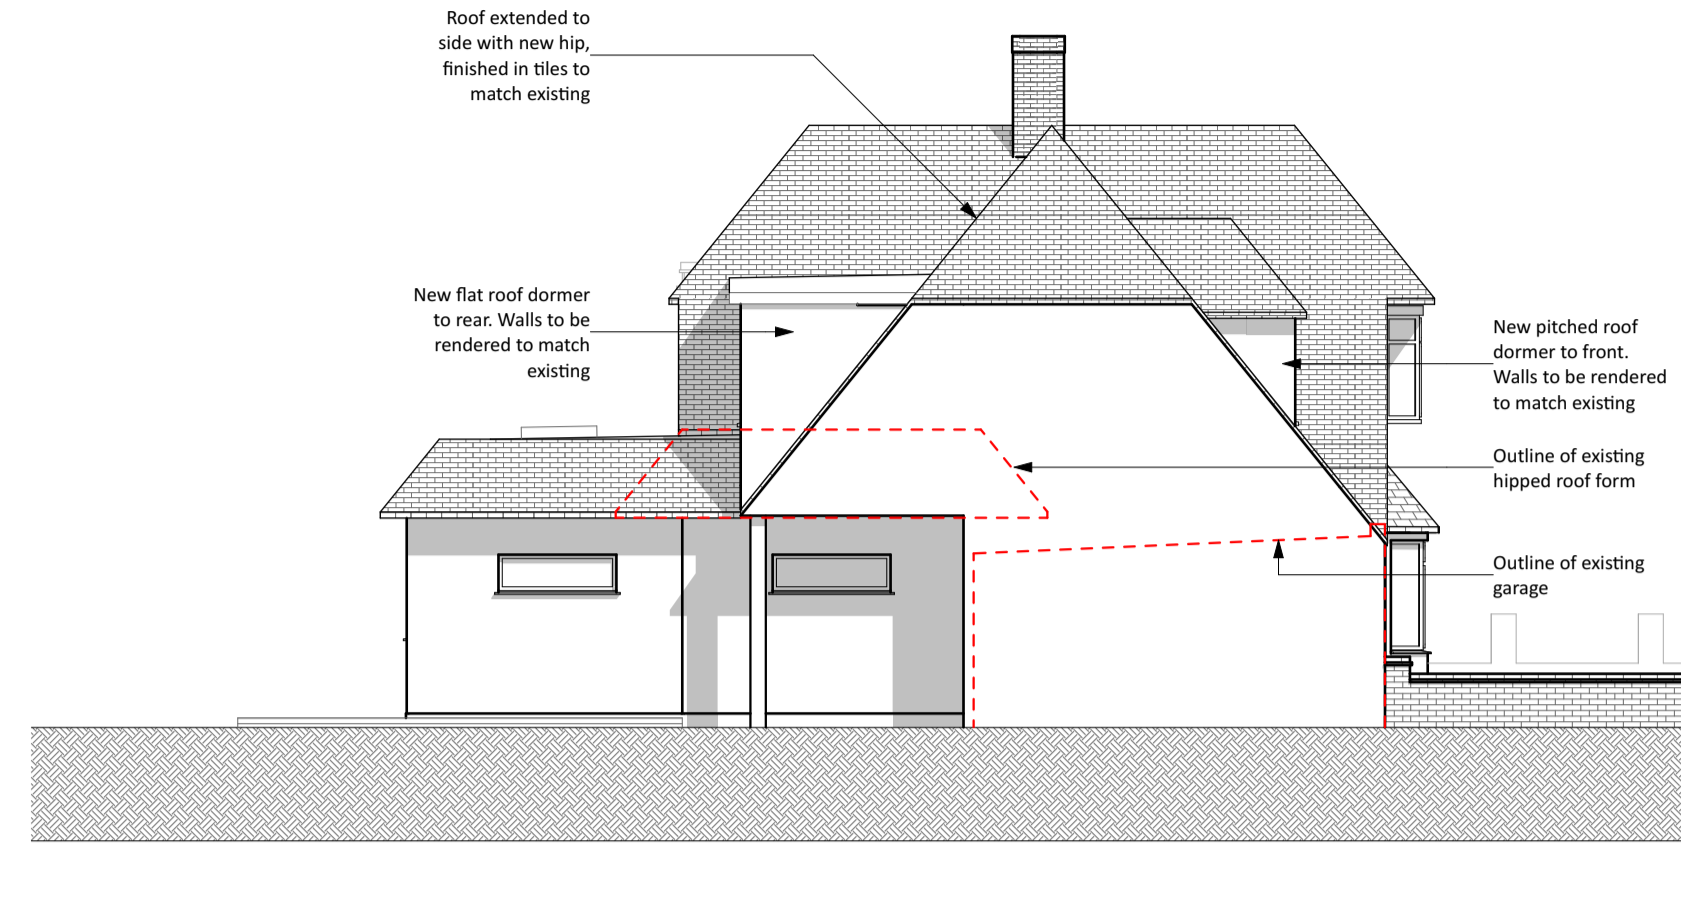 Roof extended to
side with new hip,
finished in tiles to
match existing
New flat roof dormer
to rear. Walls to be
rendered to match
existing
New pitched roof
dormer to front.
Walls to be rendered
to match existing
Outline of existing
hipped roof form
Outline of existing
garage